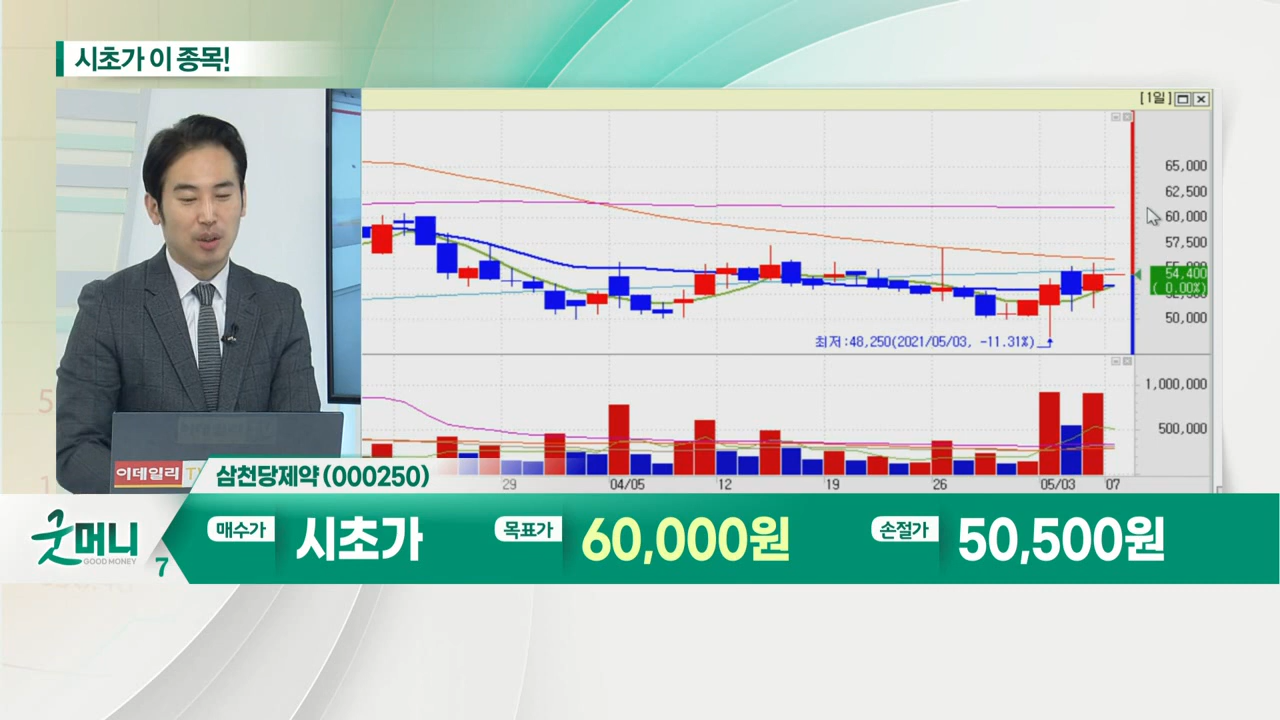 시초가 이 종목!
[1일]
65,000
62,500
60,000
57,500
54,400
( 0,00%)
50,000
최저:48,250(2021/05/03, -11.31%)
1,000,000
500,000
29
04/05
12
19
26
05/03
07
이데일리 TV
삼천당제약 (000250)
굿머니
GOOD MONEY
7
매수가
시초가
목표가
60,000원
손절가
50,500원